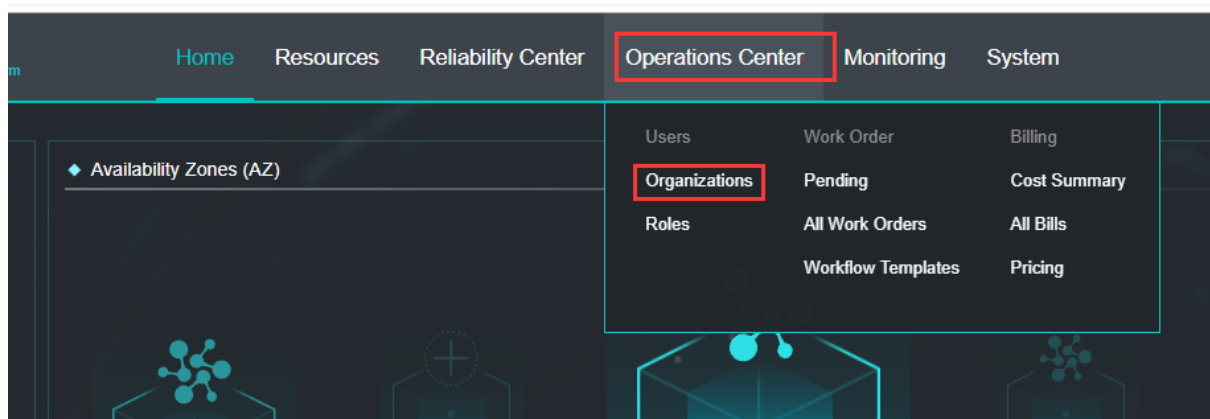 Home Resources Reliability Center Operations Center Monitoring System
m
Users Work Order Billing
Availability Zones (AZ)
Organizations Pending Cost Summary
Roles All Work Orders All Bills
Workflow Templates Pricing